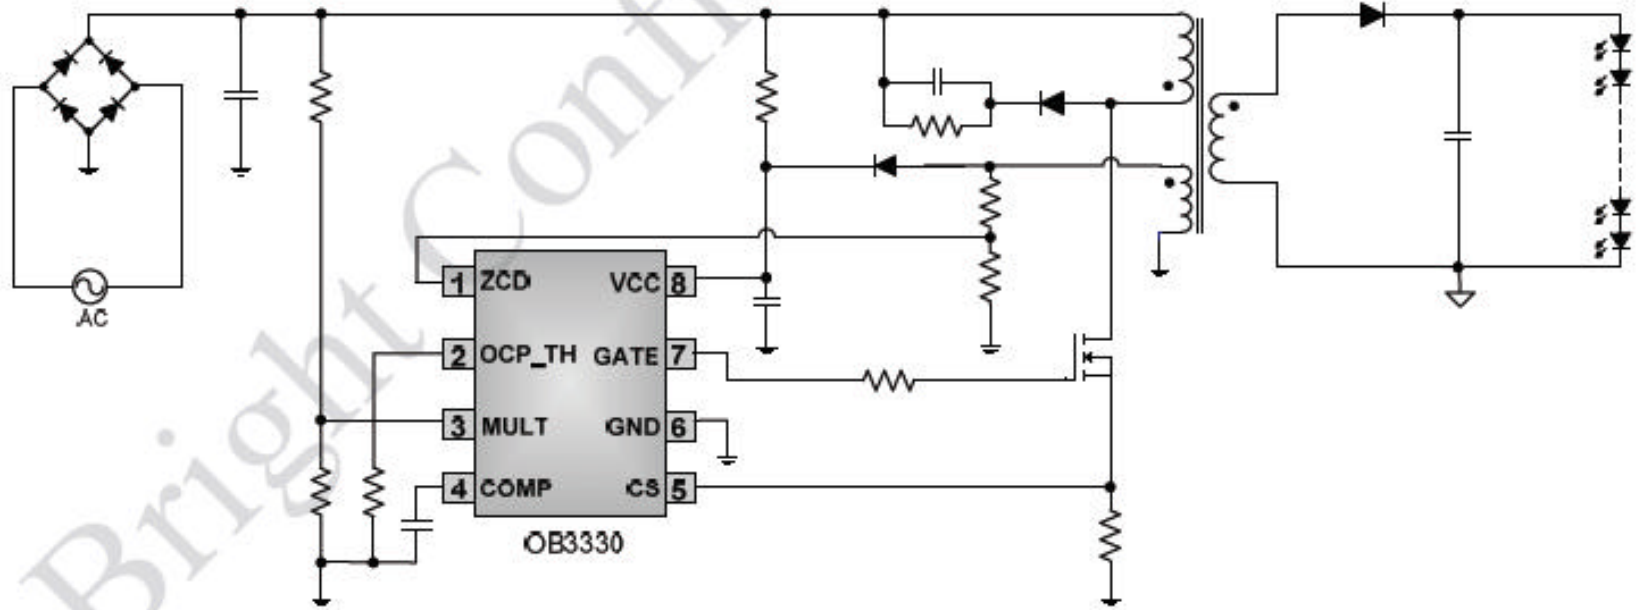 Bright Confi
AC
1 ZCD
VCC 8
2 OCP_TH
GATE 7
3 MULT
GND 6
4 COMP
CS 5
OB3330